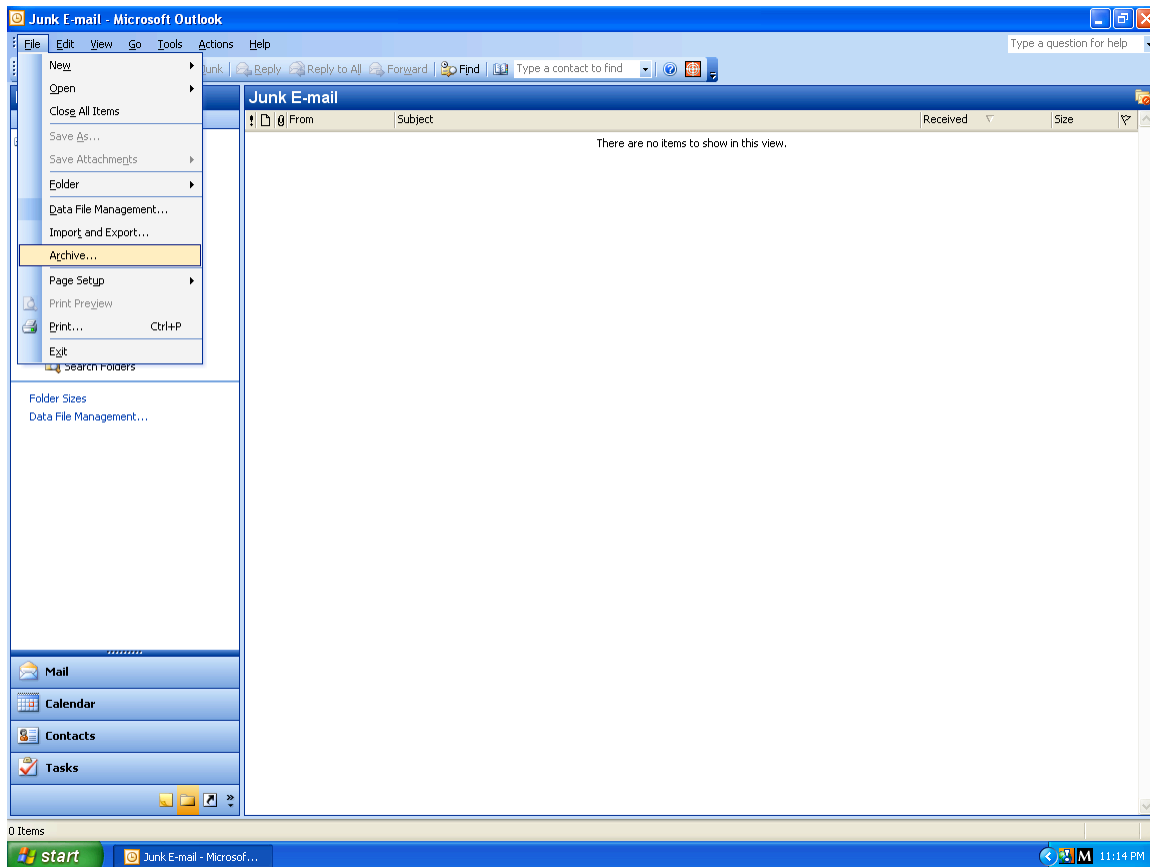 Junk E-mail - Microsoft Outlook
File Edit View Go Tools Actions Help Type a question for help
Junk Reply Reply to All Forward Find Type a contact to find
New
Open
Close All Items
Save As...
Save Attachments
Folder
Data File Management...
Import and Export...
Archive...
Page Setup
Print Preview
Print... Ctrl+P
Exit
Search Folders
Folder Sizes
Data File Management...
Junk E-mail
From Subject Received Size
There are no items to show in this view.
Mail
Calendar
Contacts
Tasks
0 Items
start Junk E-mail - Microsof... M 11:14 PM